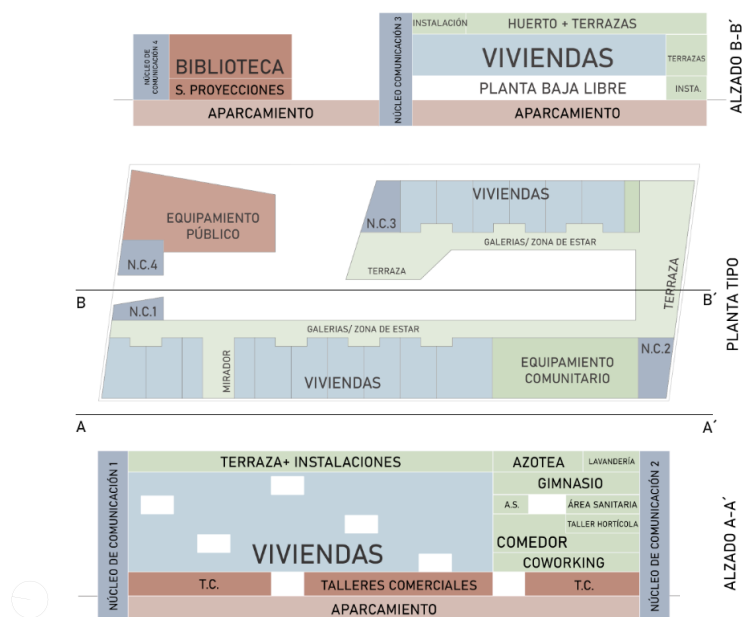 INSTALACIÓN
HUERTO + TERRAZAS
NÚCLEO DE
COMUNICACIÓN 4
BIBLIOTECA
S. PROYECCIONES
APARCAMIENTO
NÚCLEO COMUNICACIÓN 3
VIVIENDAS
TERRAZAS
PLANTA BAJA LIBRE
INSTA.
APARCAMIENTO
ALZADO B-B´
EQUIPAMIENTO
PÚBLICO
N.C.4
N.C.3
VIVIENDAS
GALERIAS/ ZONA DE ESTAR
TERRAZA
TERRAZA
B
B´
N.C.1
GALERIAS/ ZONA DE ESTAR
MIRADOR
VIVIENDAS
EQUIPAMIENTO
COMUNITARIO
N.C.2
PLANTA TIPO
A
A´
NÚCLEO DE COMUNICACIÓN 1
TERRAZA+ INSTALACIONES
AZOTEA
LAVANDERÍA
GIMNASIO
A.S.
ÁREA SANITARIA
TALLER HORTÍCOLA
VIVIENDAS
COMEDOR
COWORKING
T.C.
TALLERES COMERCIALES
T.C.
APARCAMIENTO
NÚCLEO DE COMUNICACIÓN 2
ALZADO A-A´